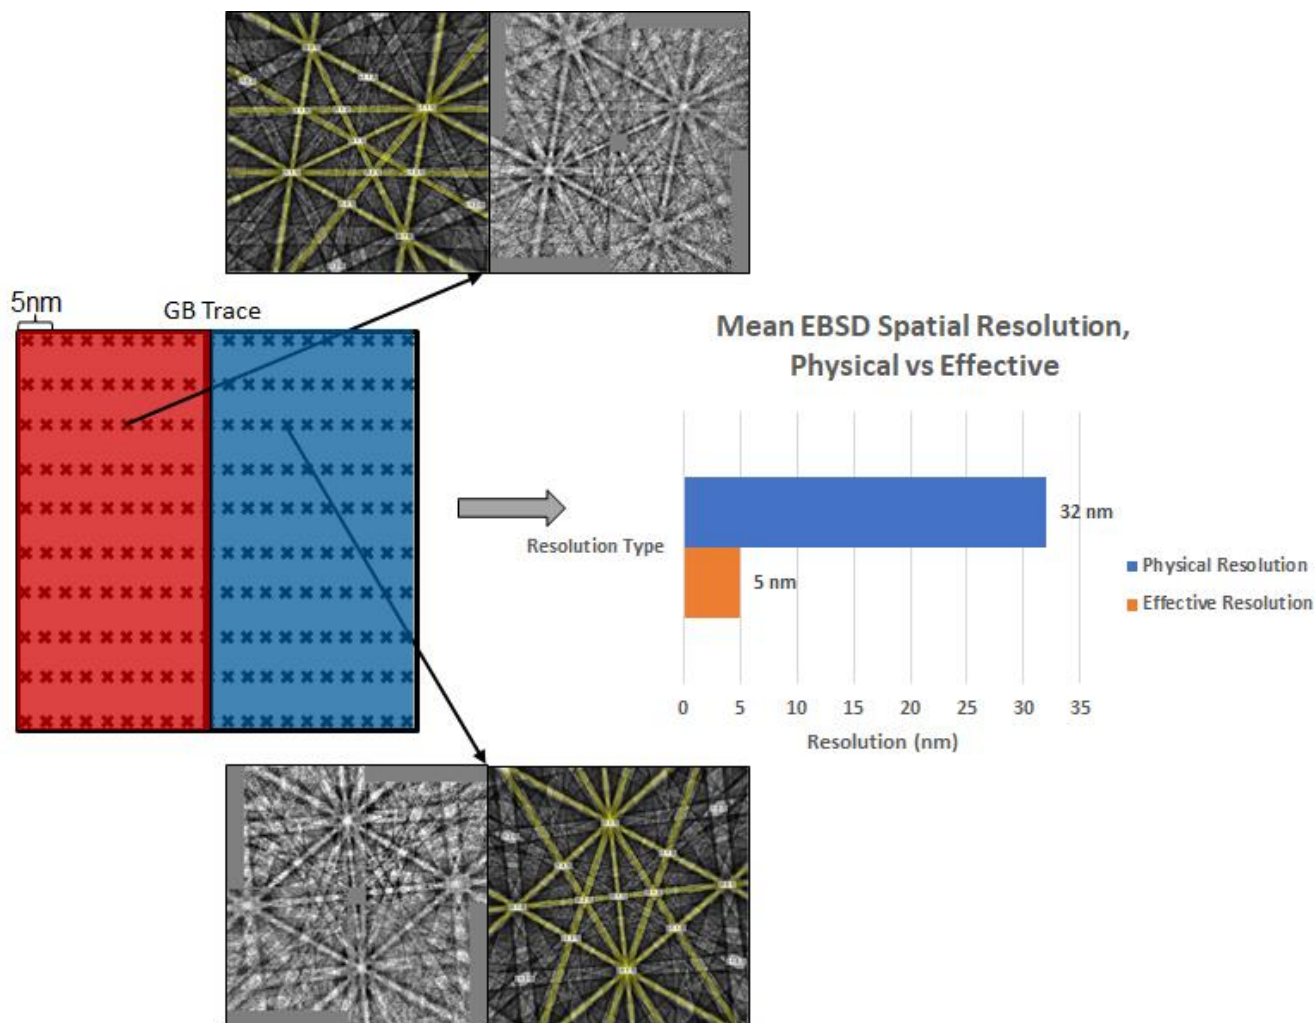 5nm
GB Trace
Mean EBSD Spatial Resolution,
Physical vs Effective
32 nm
Resolution Type
5 nm
Physical Resolution
Effective Resolution
0 5 10 15 20 25 30 35
Resolution (nm)